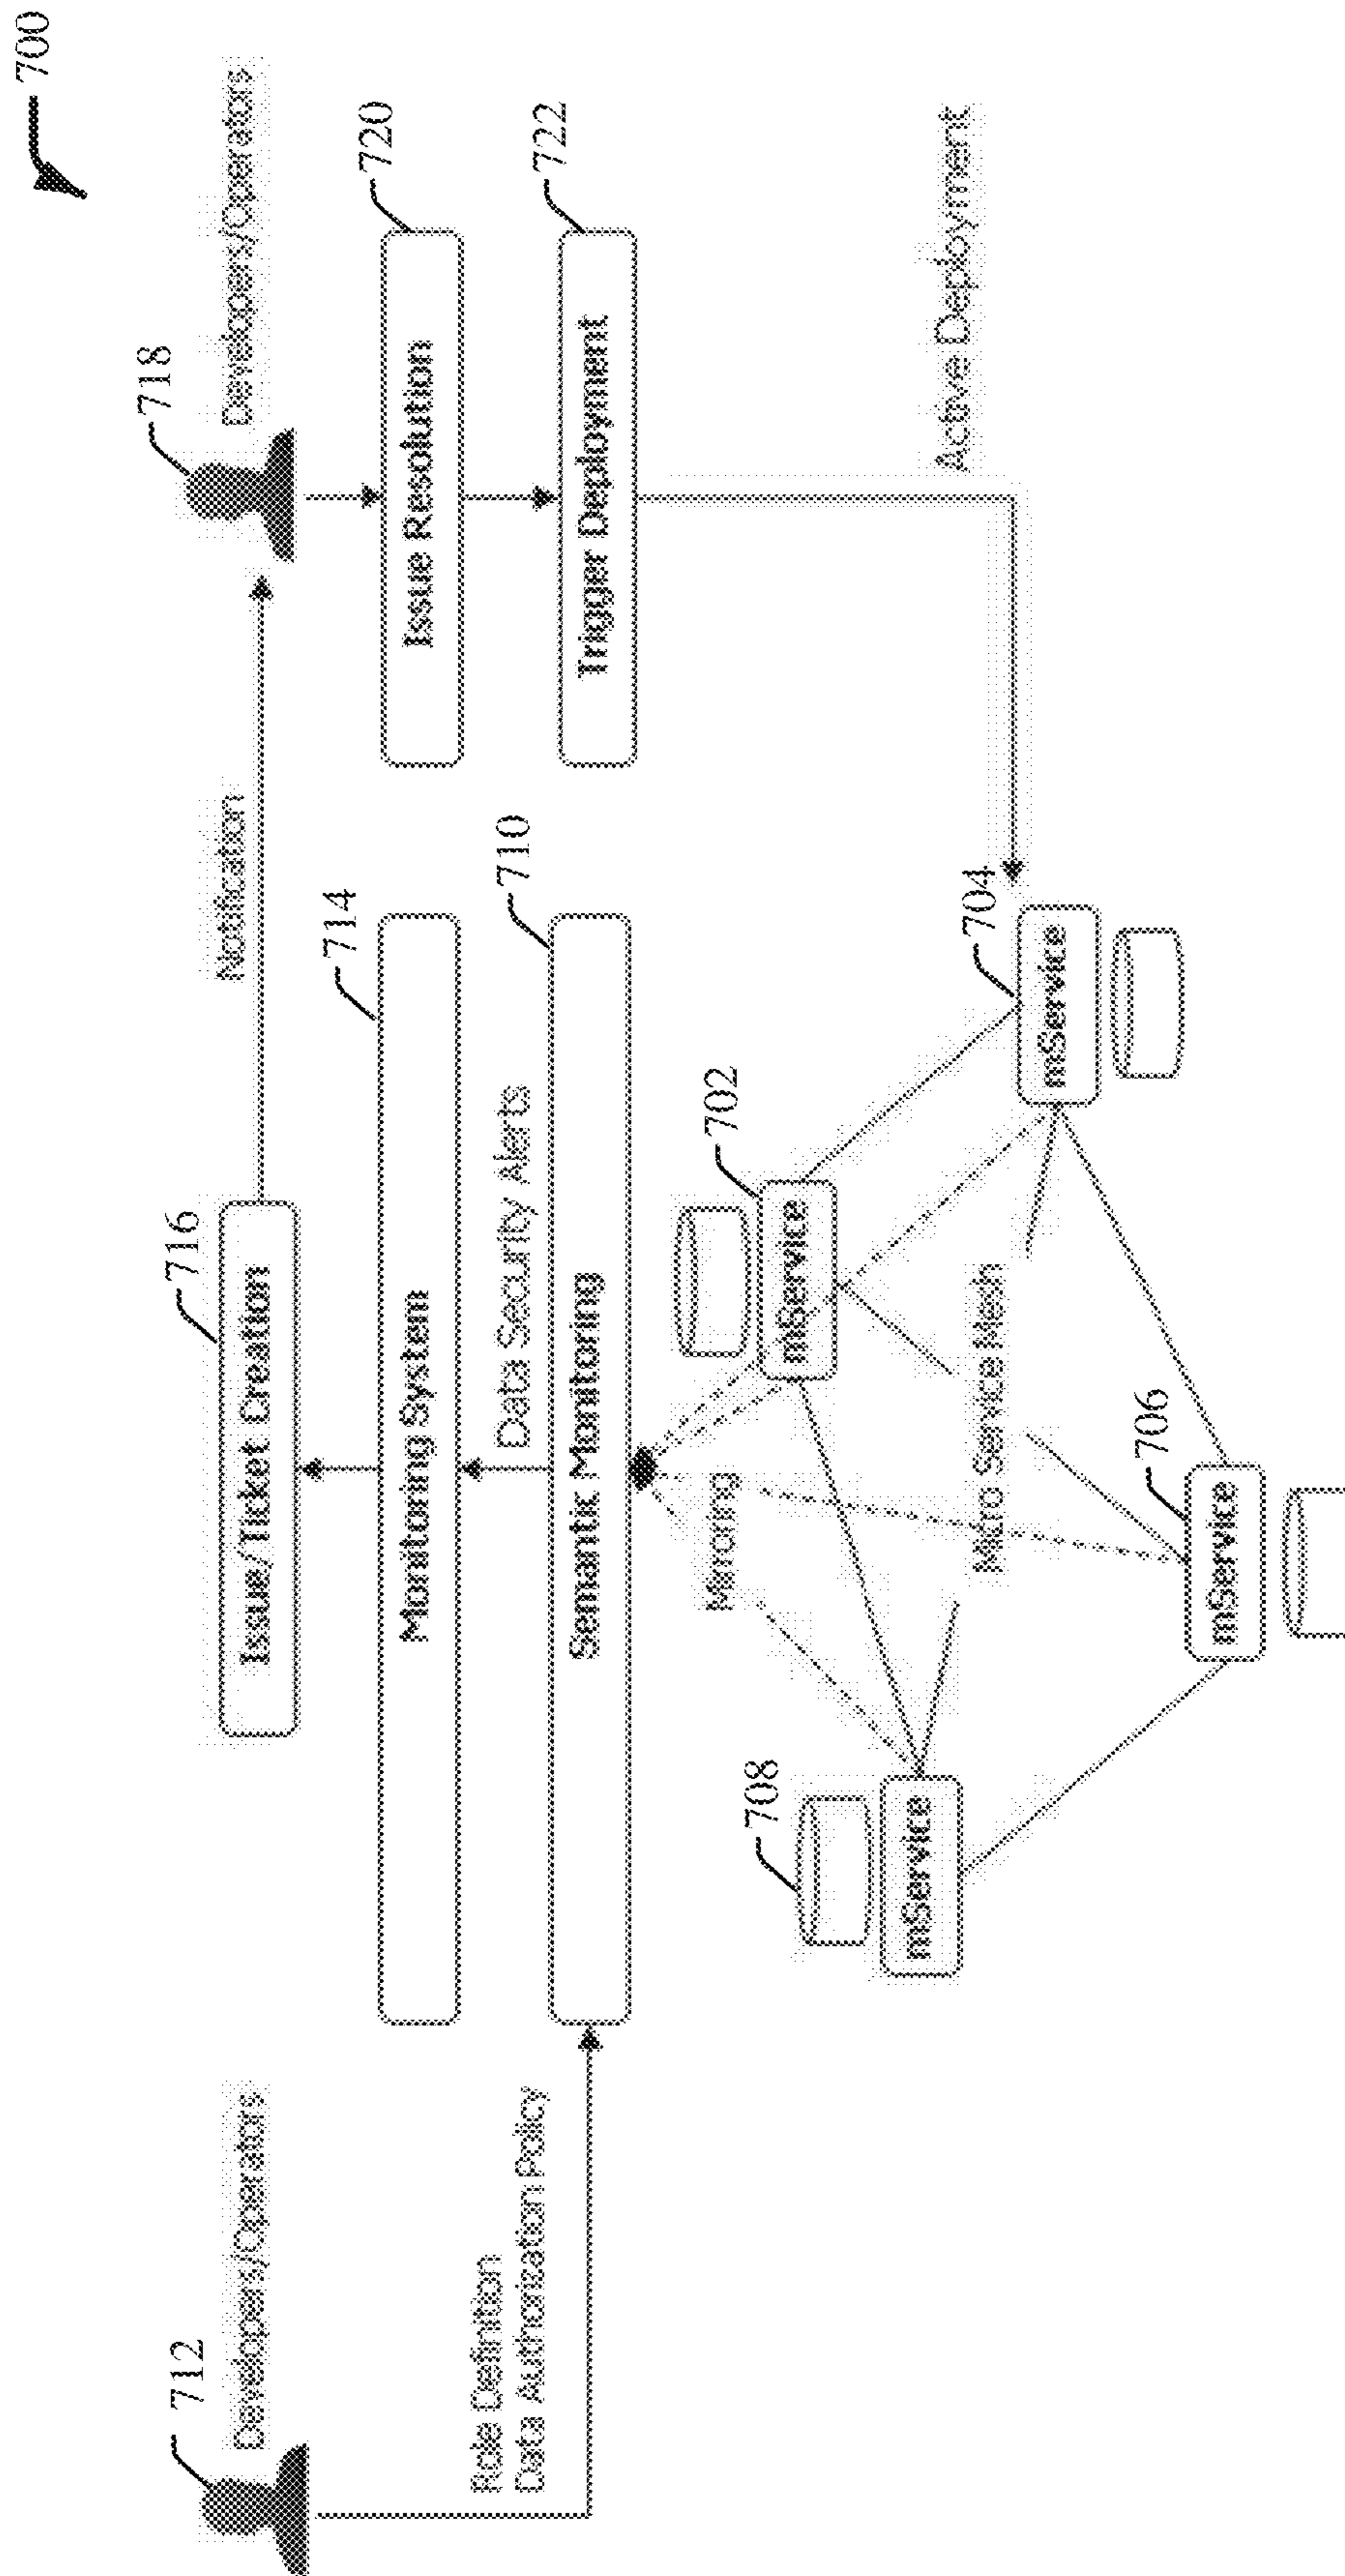 700
712
Developers/Operators
Role Definition
Data Authorization Policy
716
Issue/Ticket Creation
Notification
718
Developers/Operators
714
Monitoring System
Data Security Alerts
710
Semantic Monitoring
720
Issue Resolution
722
Trigger Deployment
Active Deployment
Mirroring
702
mService
708
mService
Micro Service Mesh
704
mService
706
mService